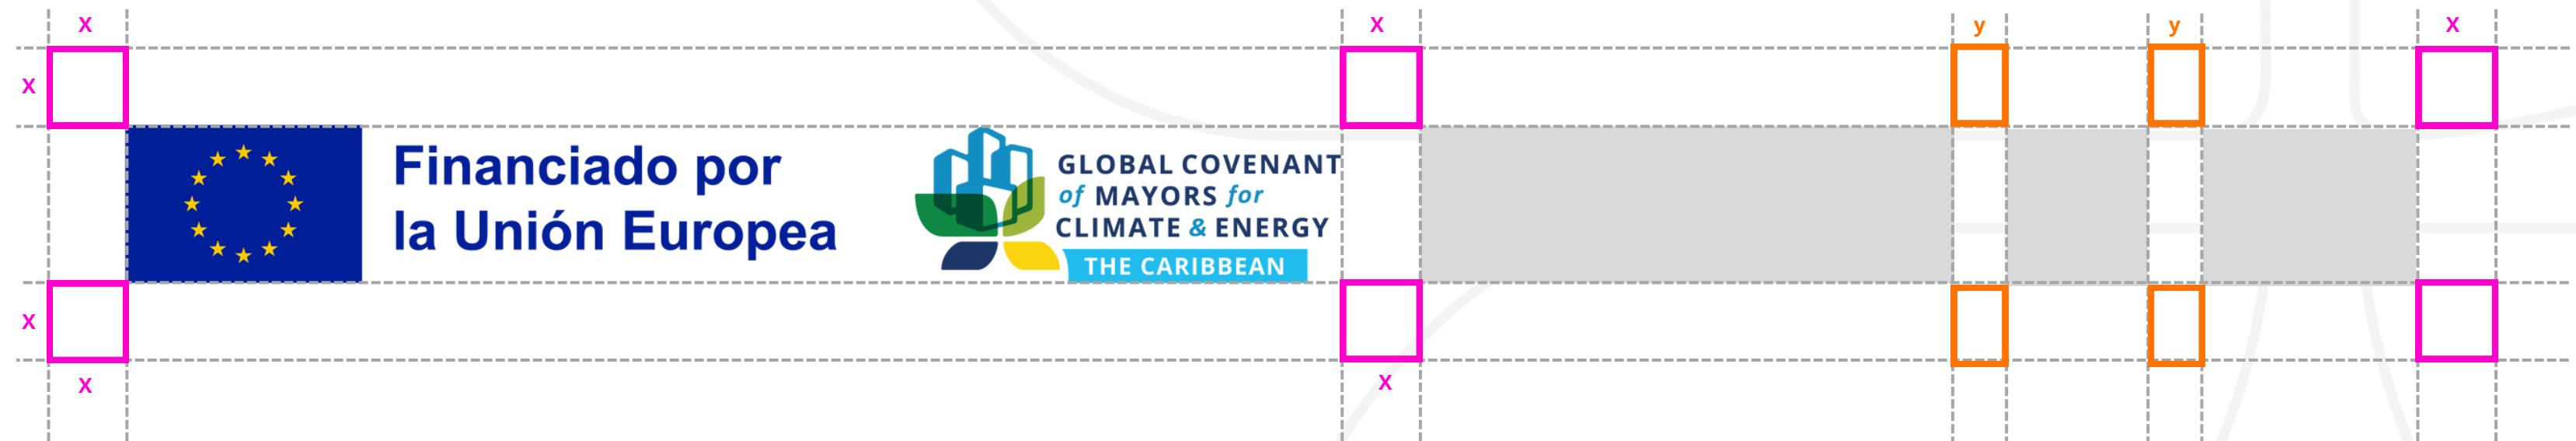 X X y y X
X
Financiado por
la Unión Europea
GLOBAL COVENANT
of MAYORS for
CLIMATE & ENERGY
THE CARIBBEAN
X
X X